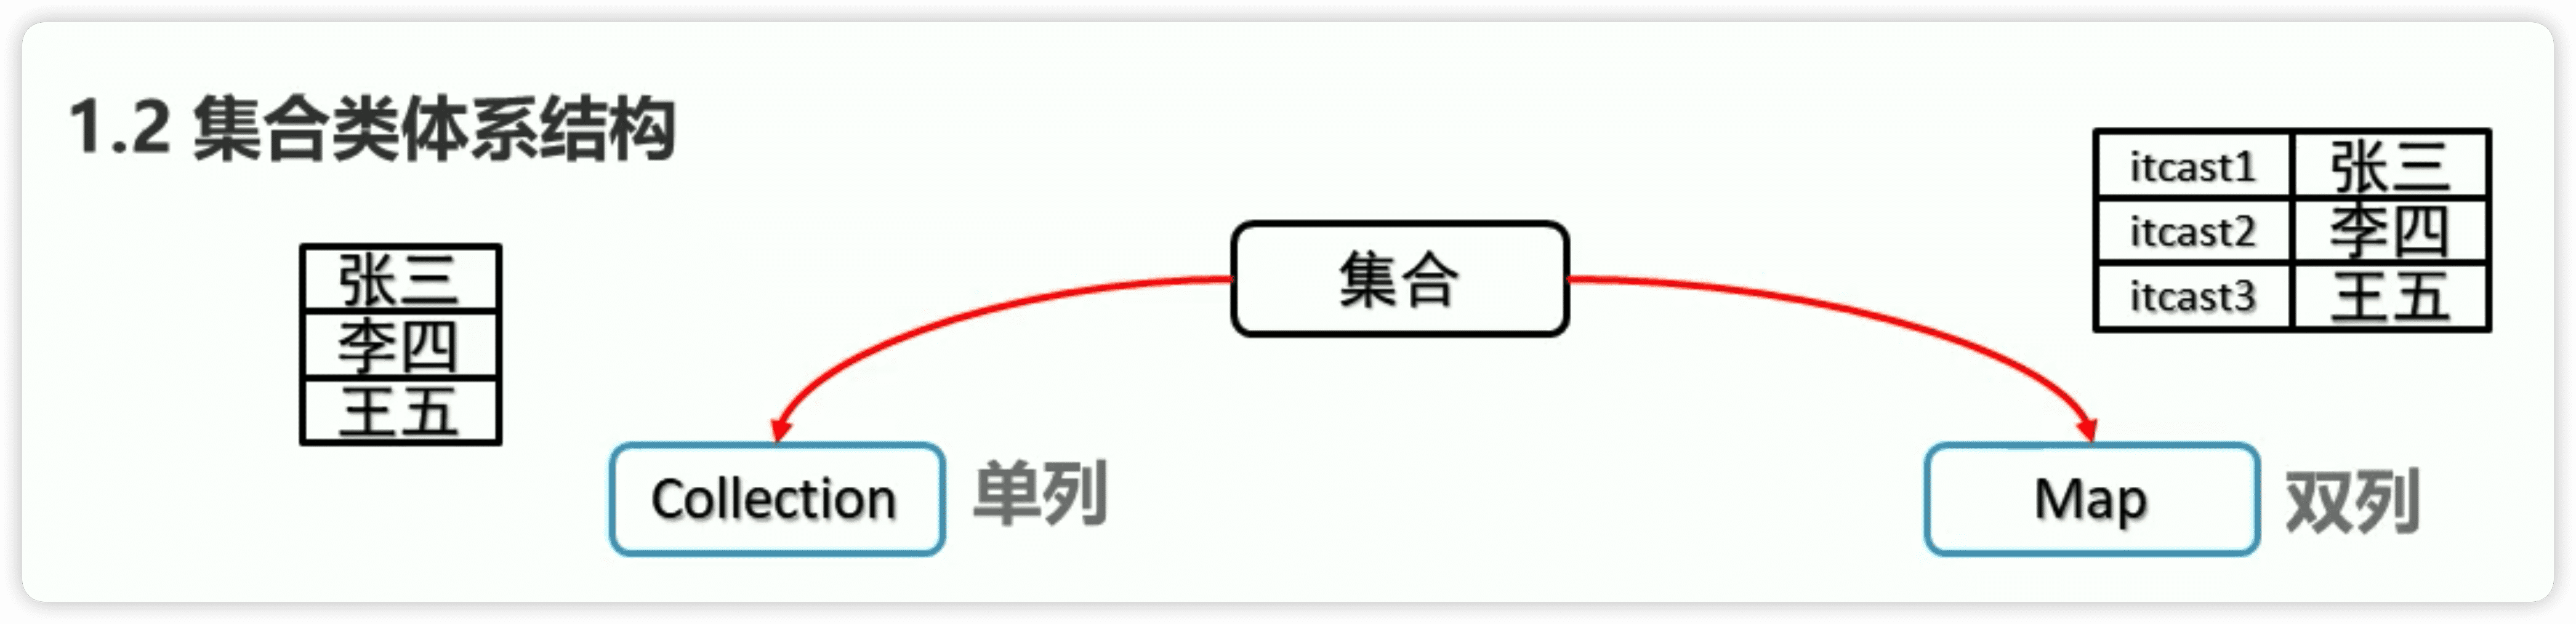 1.2 集合类体系结构
张三
李四
王五
集合
itcast1 张三
itcast2 李四
itcast3 王五
Collection 单列
Map 双列